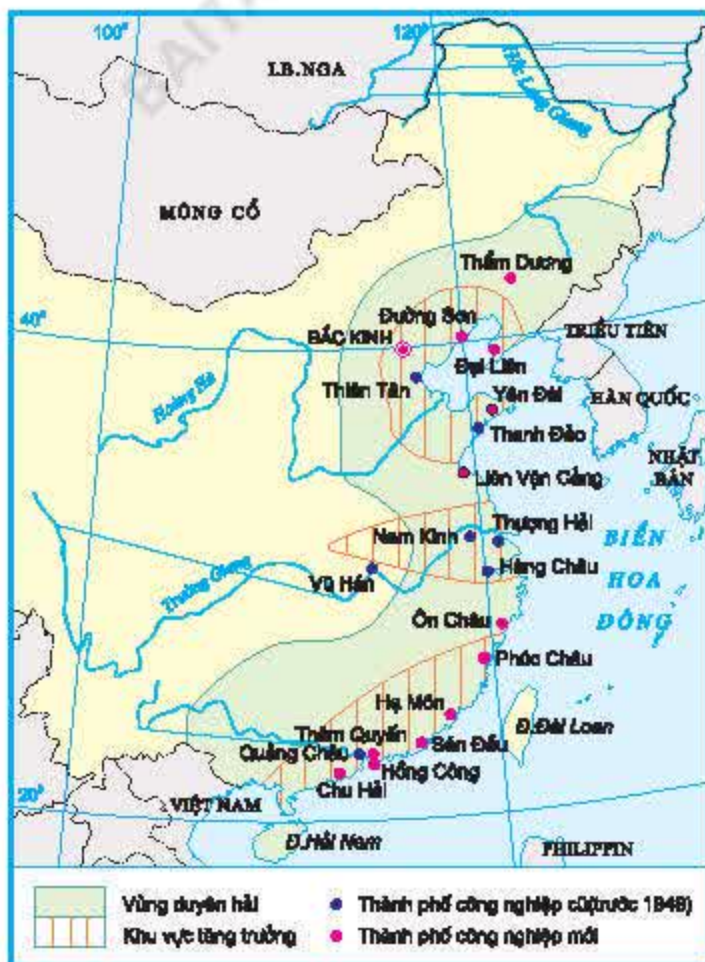 100°
120°
LB.NGA
Hắc Long Giang
MÔNG CỔ
Thẩm Dương
40°
Đường Sơn
BẮC KINH
TRIỀU TIÊN
Đại Liên
Thiên Tân
Hoàng Hà
Yên Đài
HÀN QUỐC
Thanh Đảo
NHẬT
BẢN
Liên Vận Cảng
Thượng Hải
Nam Kinh
BIỂN
HOA
ĐÔNG
Hàng Châu
Vũ Hán
Trường Giang
Ôn Châu
Phúc Châu
Hạ Môn
Đ.Đài Loan
Thâm Quyến
Sán Đầu
Quảng Châu
Hồng Công
Chu Hải
20°
VIỆT NAM
Đ.Hải Nam
PHILIPPIN
Vùng duyên hải
Thành phố công nghiệp cũ(trước 1949)
Khu vực tăng trưởng
Thành phố công nghiệp mới